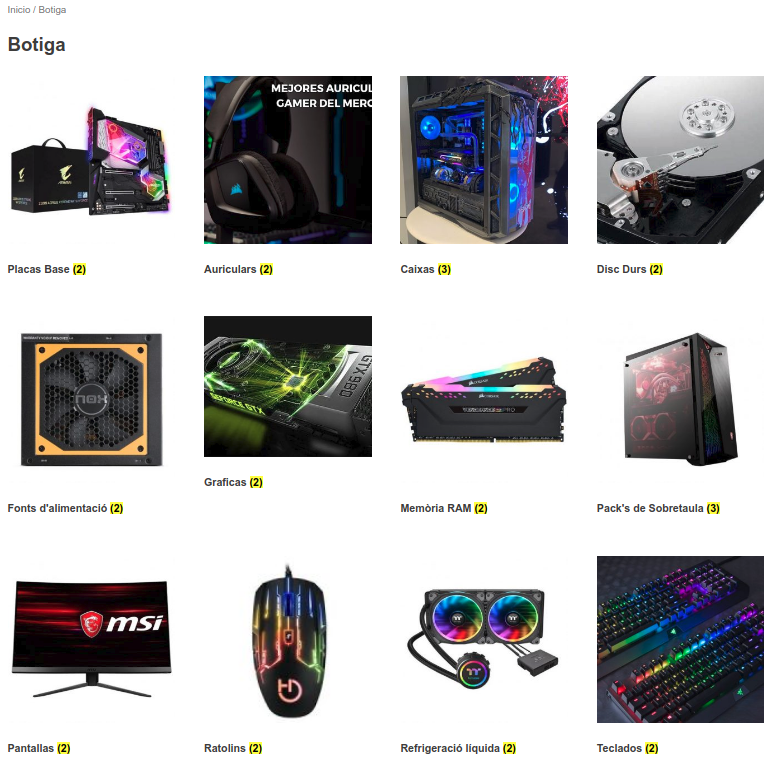 Inicio / Botiga
Botiga
MEJORES AURICUL
GAMER DEL MERC
Placas Base (2)
Auriculars (2)
Caixas (3)
Disc Durs (2)
nox
GEFORCE GTX
GTX 980
Fonts d'alimentació (2)
Graficas (2)
Memòria RAM (2)
Pack's de Sobretaula (3)
msi
Pantallas (2)
Ratolins (2)
Refrigeració líquida (2)
Teclados (2)